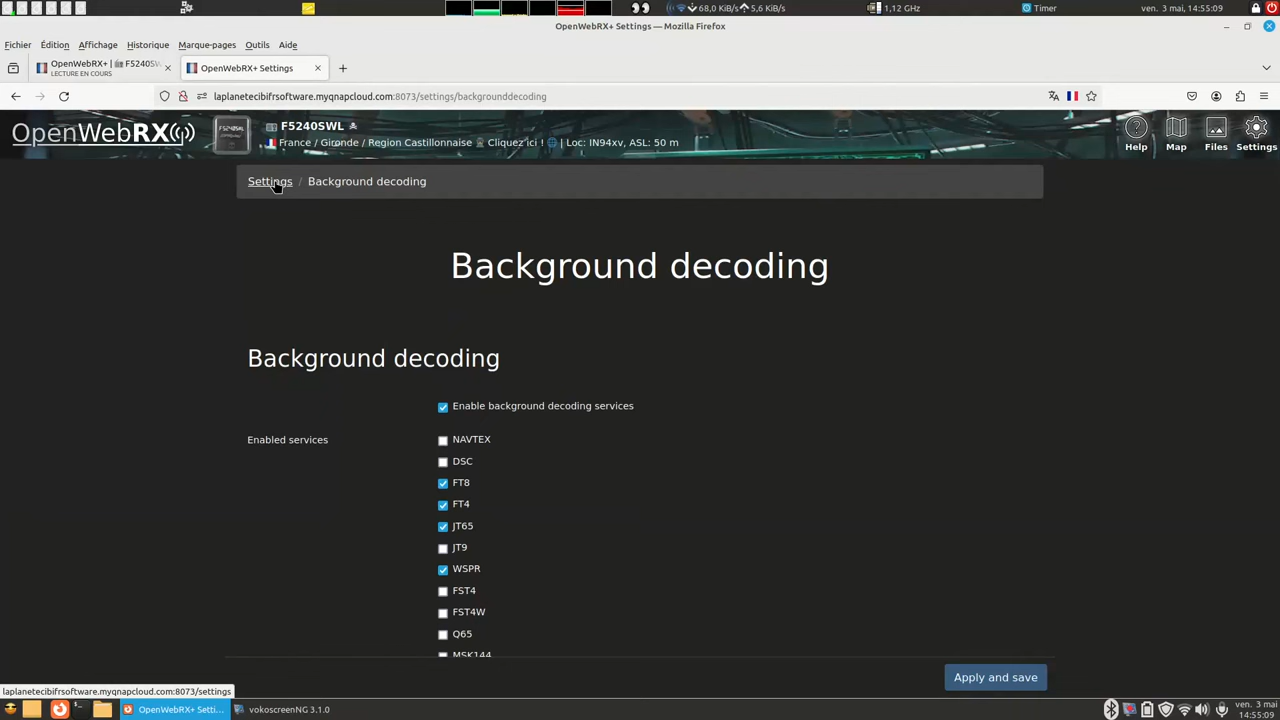 68,0 KiB/s 5,6 KiB/s 1,12 GHz Timer ven. 3 mai, 14:55:09
OpenWebRX+ Settings — Mozilla Firefox
Fichier Édition Affichage Historique Marque-pages Outils Aide
OpenWebRX+ | F5240SW
LECTURE EN COURS
OpenWebRX+ Settings
laplanetecibifrsoftware.myqnapcloud.com:8073/settings/backgrounddecoding
OpenWebRX
F5240SWL
F5240SWL
France / Gironde / Region Castillonnaise Cliquez ici ! | Loc: IN94xv, ASL: 50 m
Help Map Files Settings
Settings / Background decoding
Background decoding
Background decoding
Enable background decoding services
Enabled services
NAVTEX
DSC
FT8
FT4
JT65
JT9
WSPR
FST4
FST4W
Q65
MSK144
Apply and save
laplanetecibifrsoftware.myqnapcloud.com:8073/settings
OpenWebRX+ Setti...
vokoscreenNG 3.1.0
ven. 3 mai
14:55:09